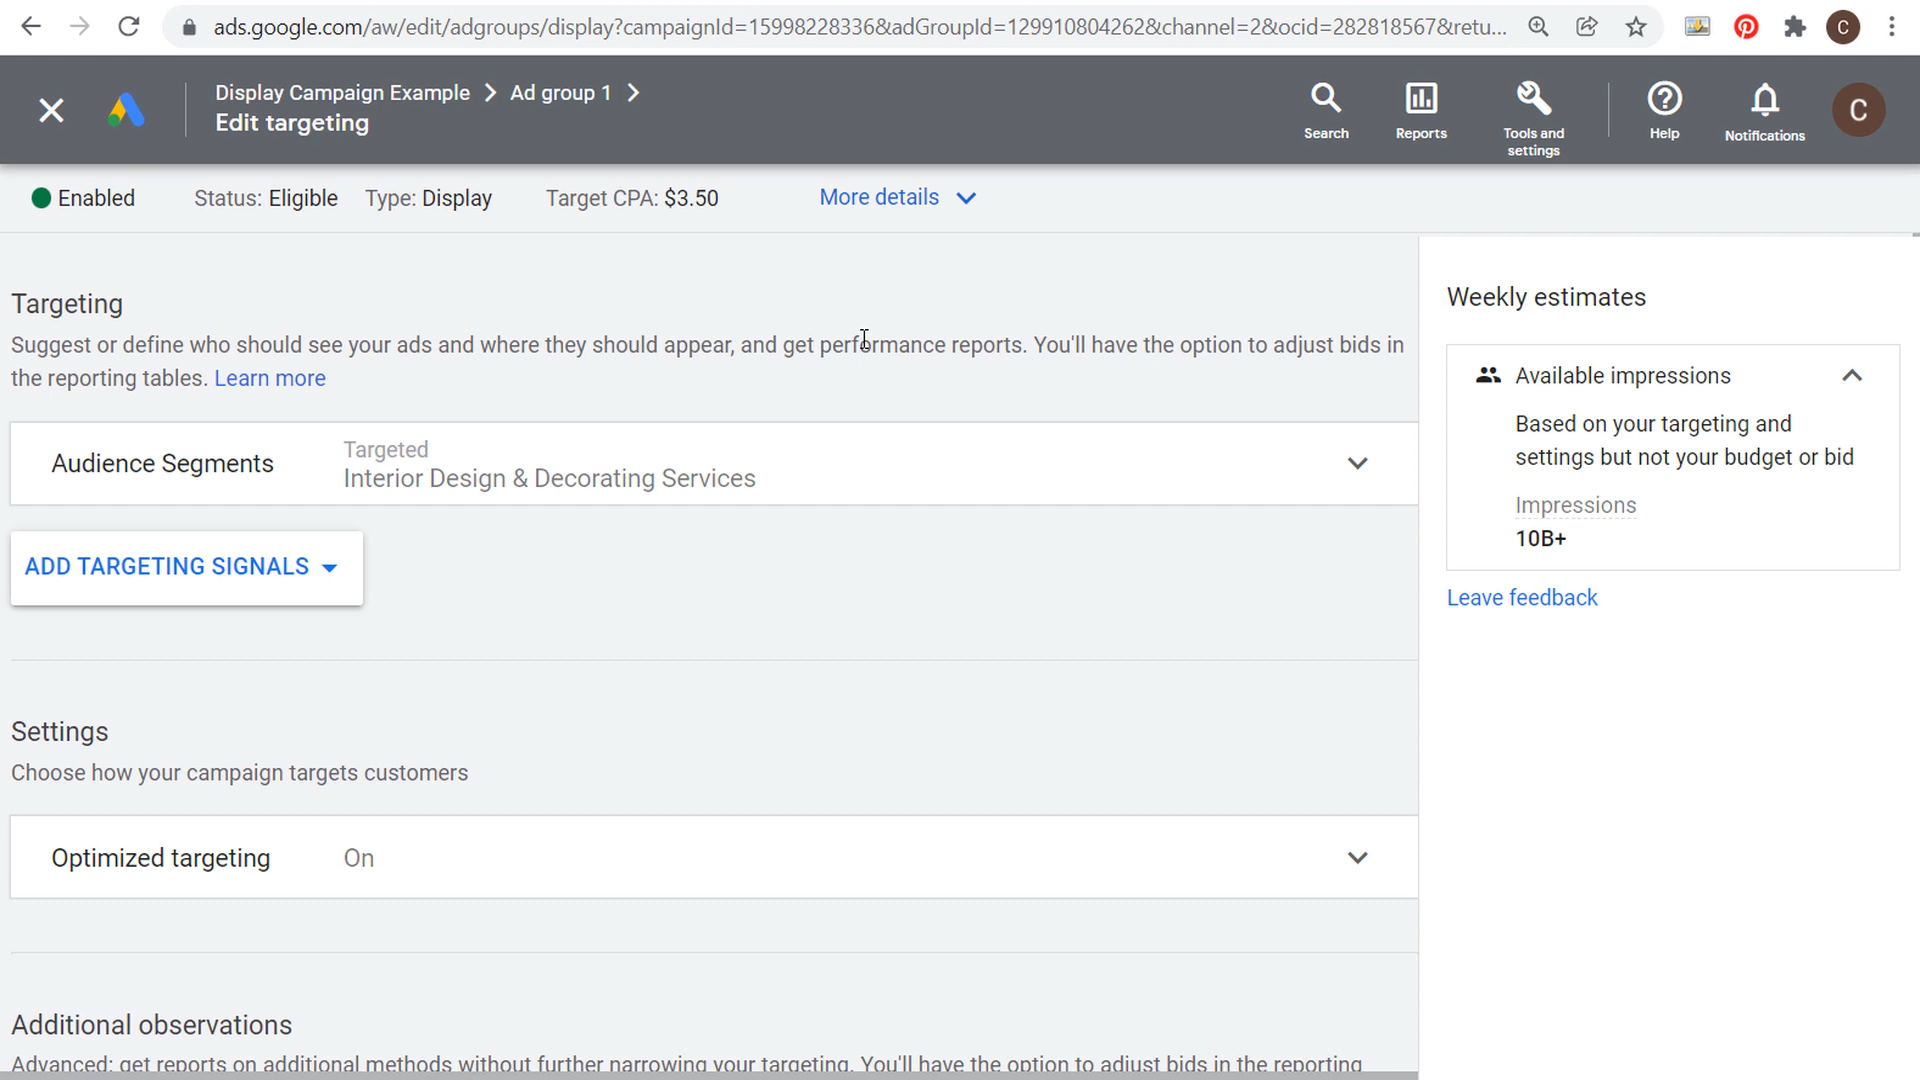 ads.google.com/aw/edit/adgroups/display?campaignId=15998228336&adGroupId=129910804262&channel=2&ocid=282818567&retu...
C
Display Campaign Example
Ad group 1
Edit targeting
Search
Reports
Tools and
settings
Help
Notifications
C
Enabled
Status: Eligible
Type: Display
Target CPA: $3.50
More details
Targeting
Suggest or define who should see your ads and where they should appear, and get performance reports. You'll have the option to adjust bids in
the reporting tables. Learn more
Audience Segments
Targeted
Interior Design & Decorating Services
ADD TARGETING SIGNALS
Settings
Choose how your campaign targets customers
Optimized targeting
On
Additional observations
Advanced: get reports on additional methods without further narrowing your targeting. You'll have the option to adjust bids in the reporting
Weekly estimates
Available impressions
Based on your targeting and
settings but not your budget or bid
Impressions
10B+
Leave feedback